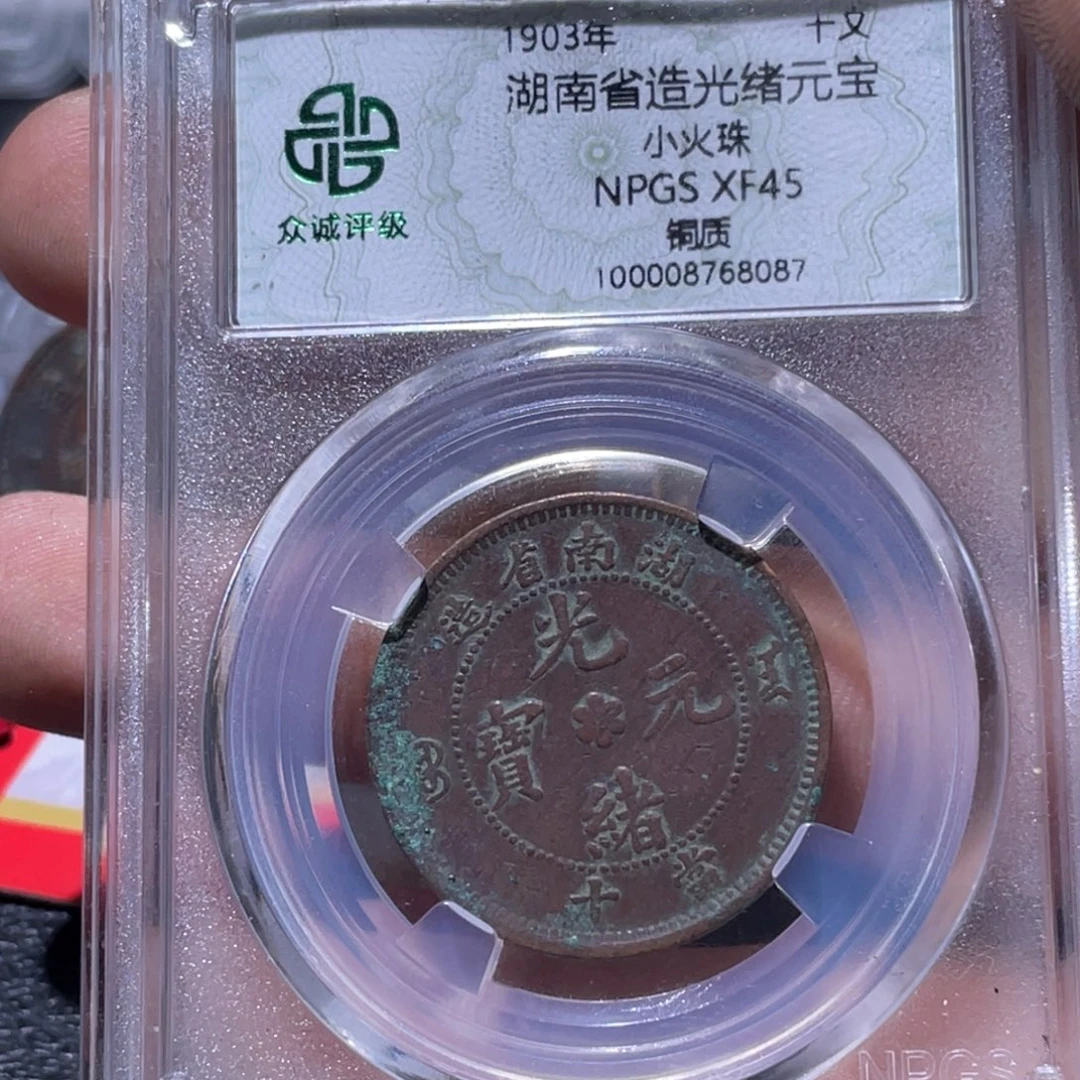 1903年 十文
湖南省造光绪元宝
小火珠
NPGS XF45
铜质
100008768087
众诚评级
湖南省造
光緒元寶
當十
NPGS